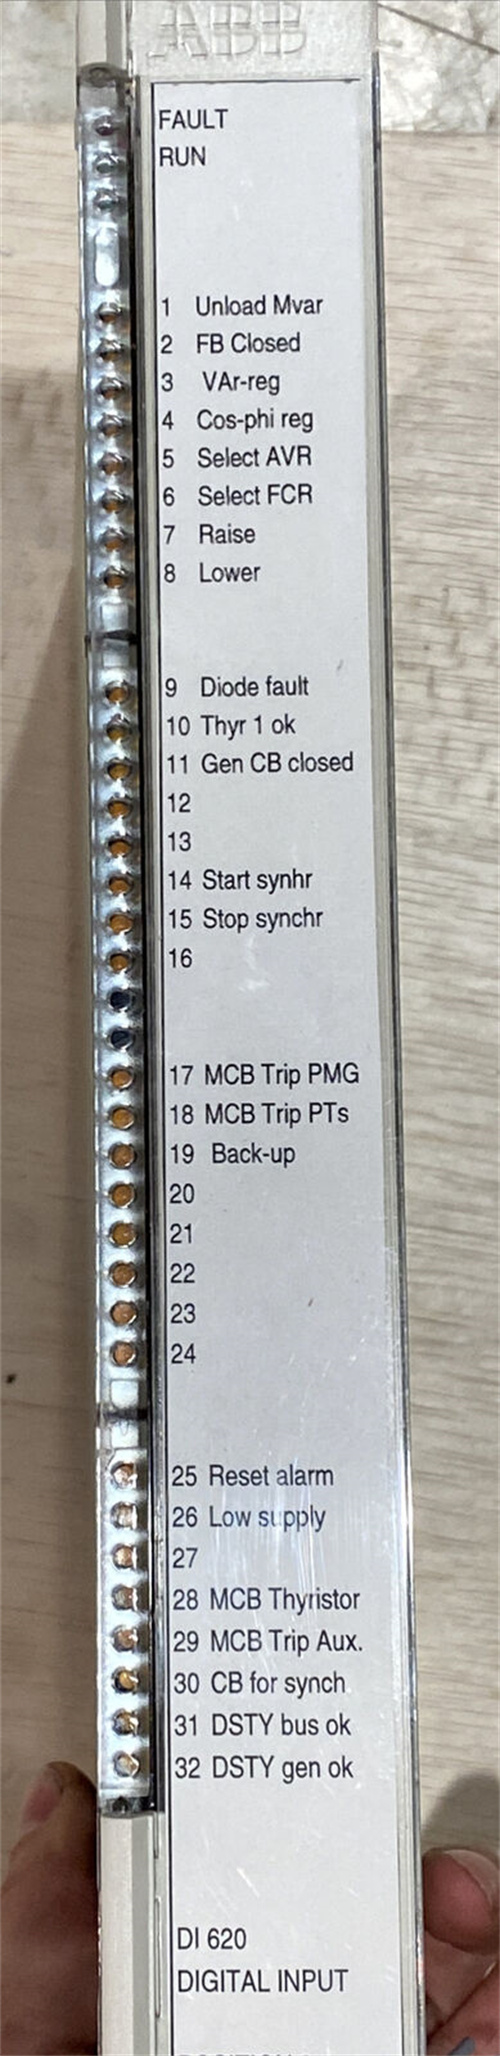 ABB
FAULT
RUN
1 Unload Mvar
2 FB Closed
3 VAr-reg
4 Cos-phi reg
5 Select AVR
6 Select FCR
7 Raise
8 Lower
9 Diode fault
10 Thyr 1 ok
11 Gen CB closed
12
13
14 Start synhr
15 Stop synchr
16
17 MCB Trip PMG
18 MCB Trip PTs
19 Back-up
20
21
22
23
24
25 Reset alarm
26 Low supply
27
28 MCB Thyristor
29 MCB Trip Aux.
30 CB for synch
31 DSTY bus ok
32 DSTY gen ok
DI 620
DIGITAL INPUT